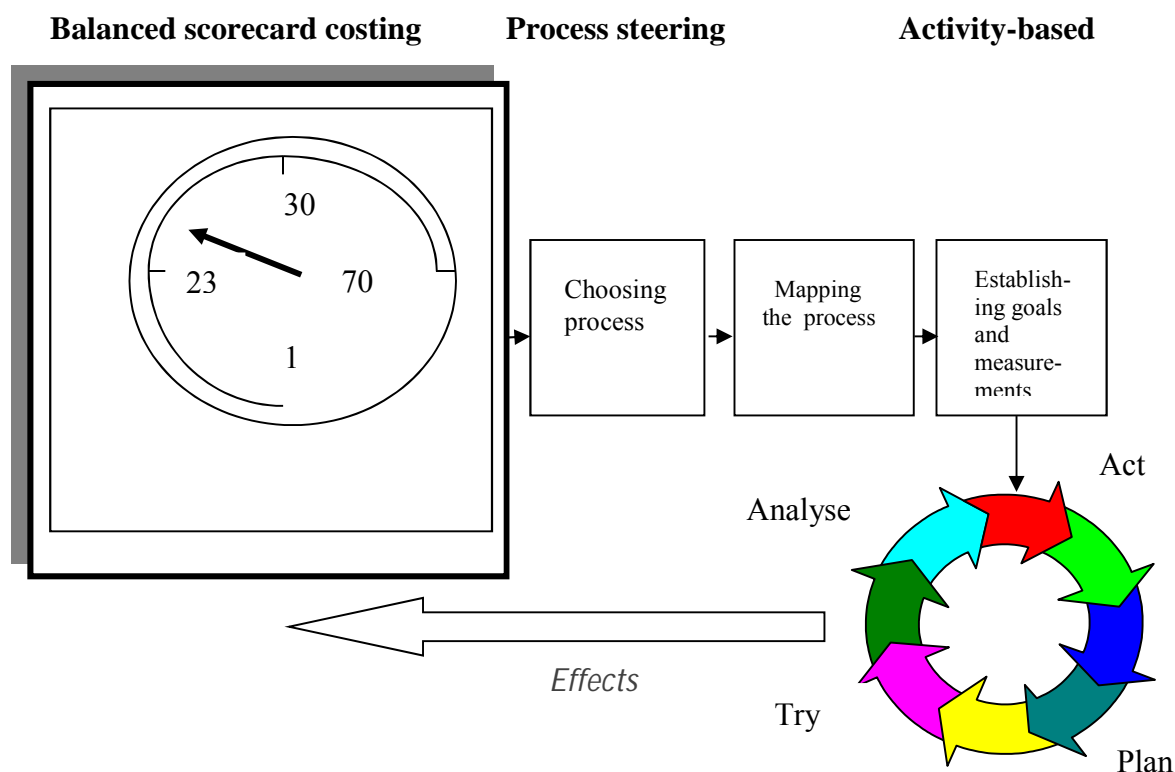 Balanced scorecard costing Process steering Activity-based
30
23 70
1
Choosing
process
Mapping
the process
Establish-
ing goals
and
measure-
ments
Act
Analyse
Effects
Try
Plan